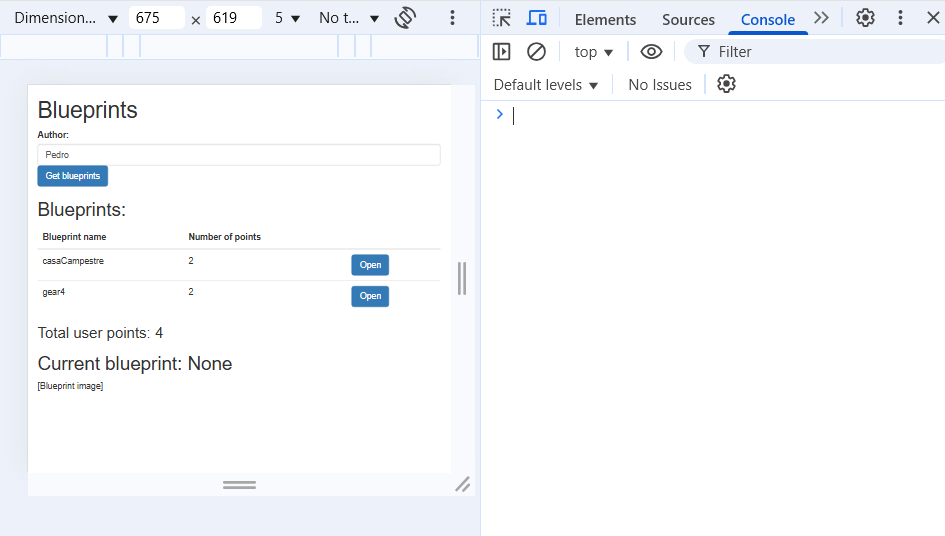 Dimension... 675 × 619 5 No t...
Elements Sources Console
top Filter
Default levels No Issues
Blueprints
Author:
Pedro
Get blueprints
Blueprints:
Blueprint name Number of points
casaCampestre 2 Open
gear4 2 Open
Total user points: 4
Current blueprint: None
[Blueprint image]